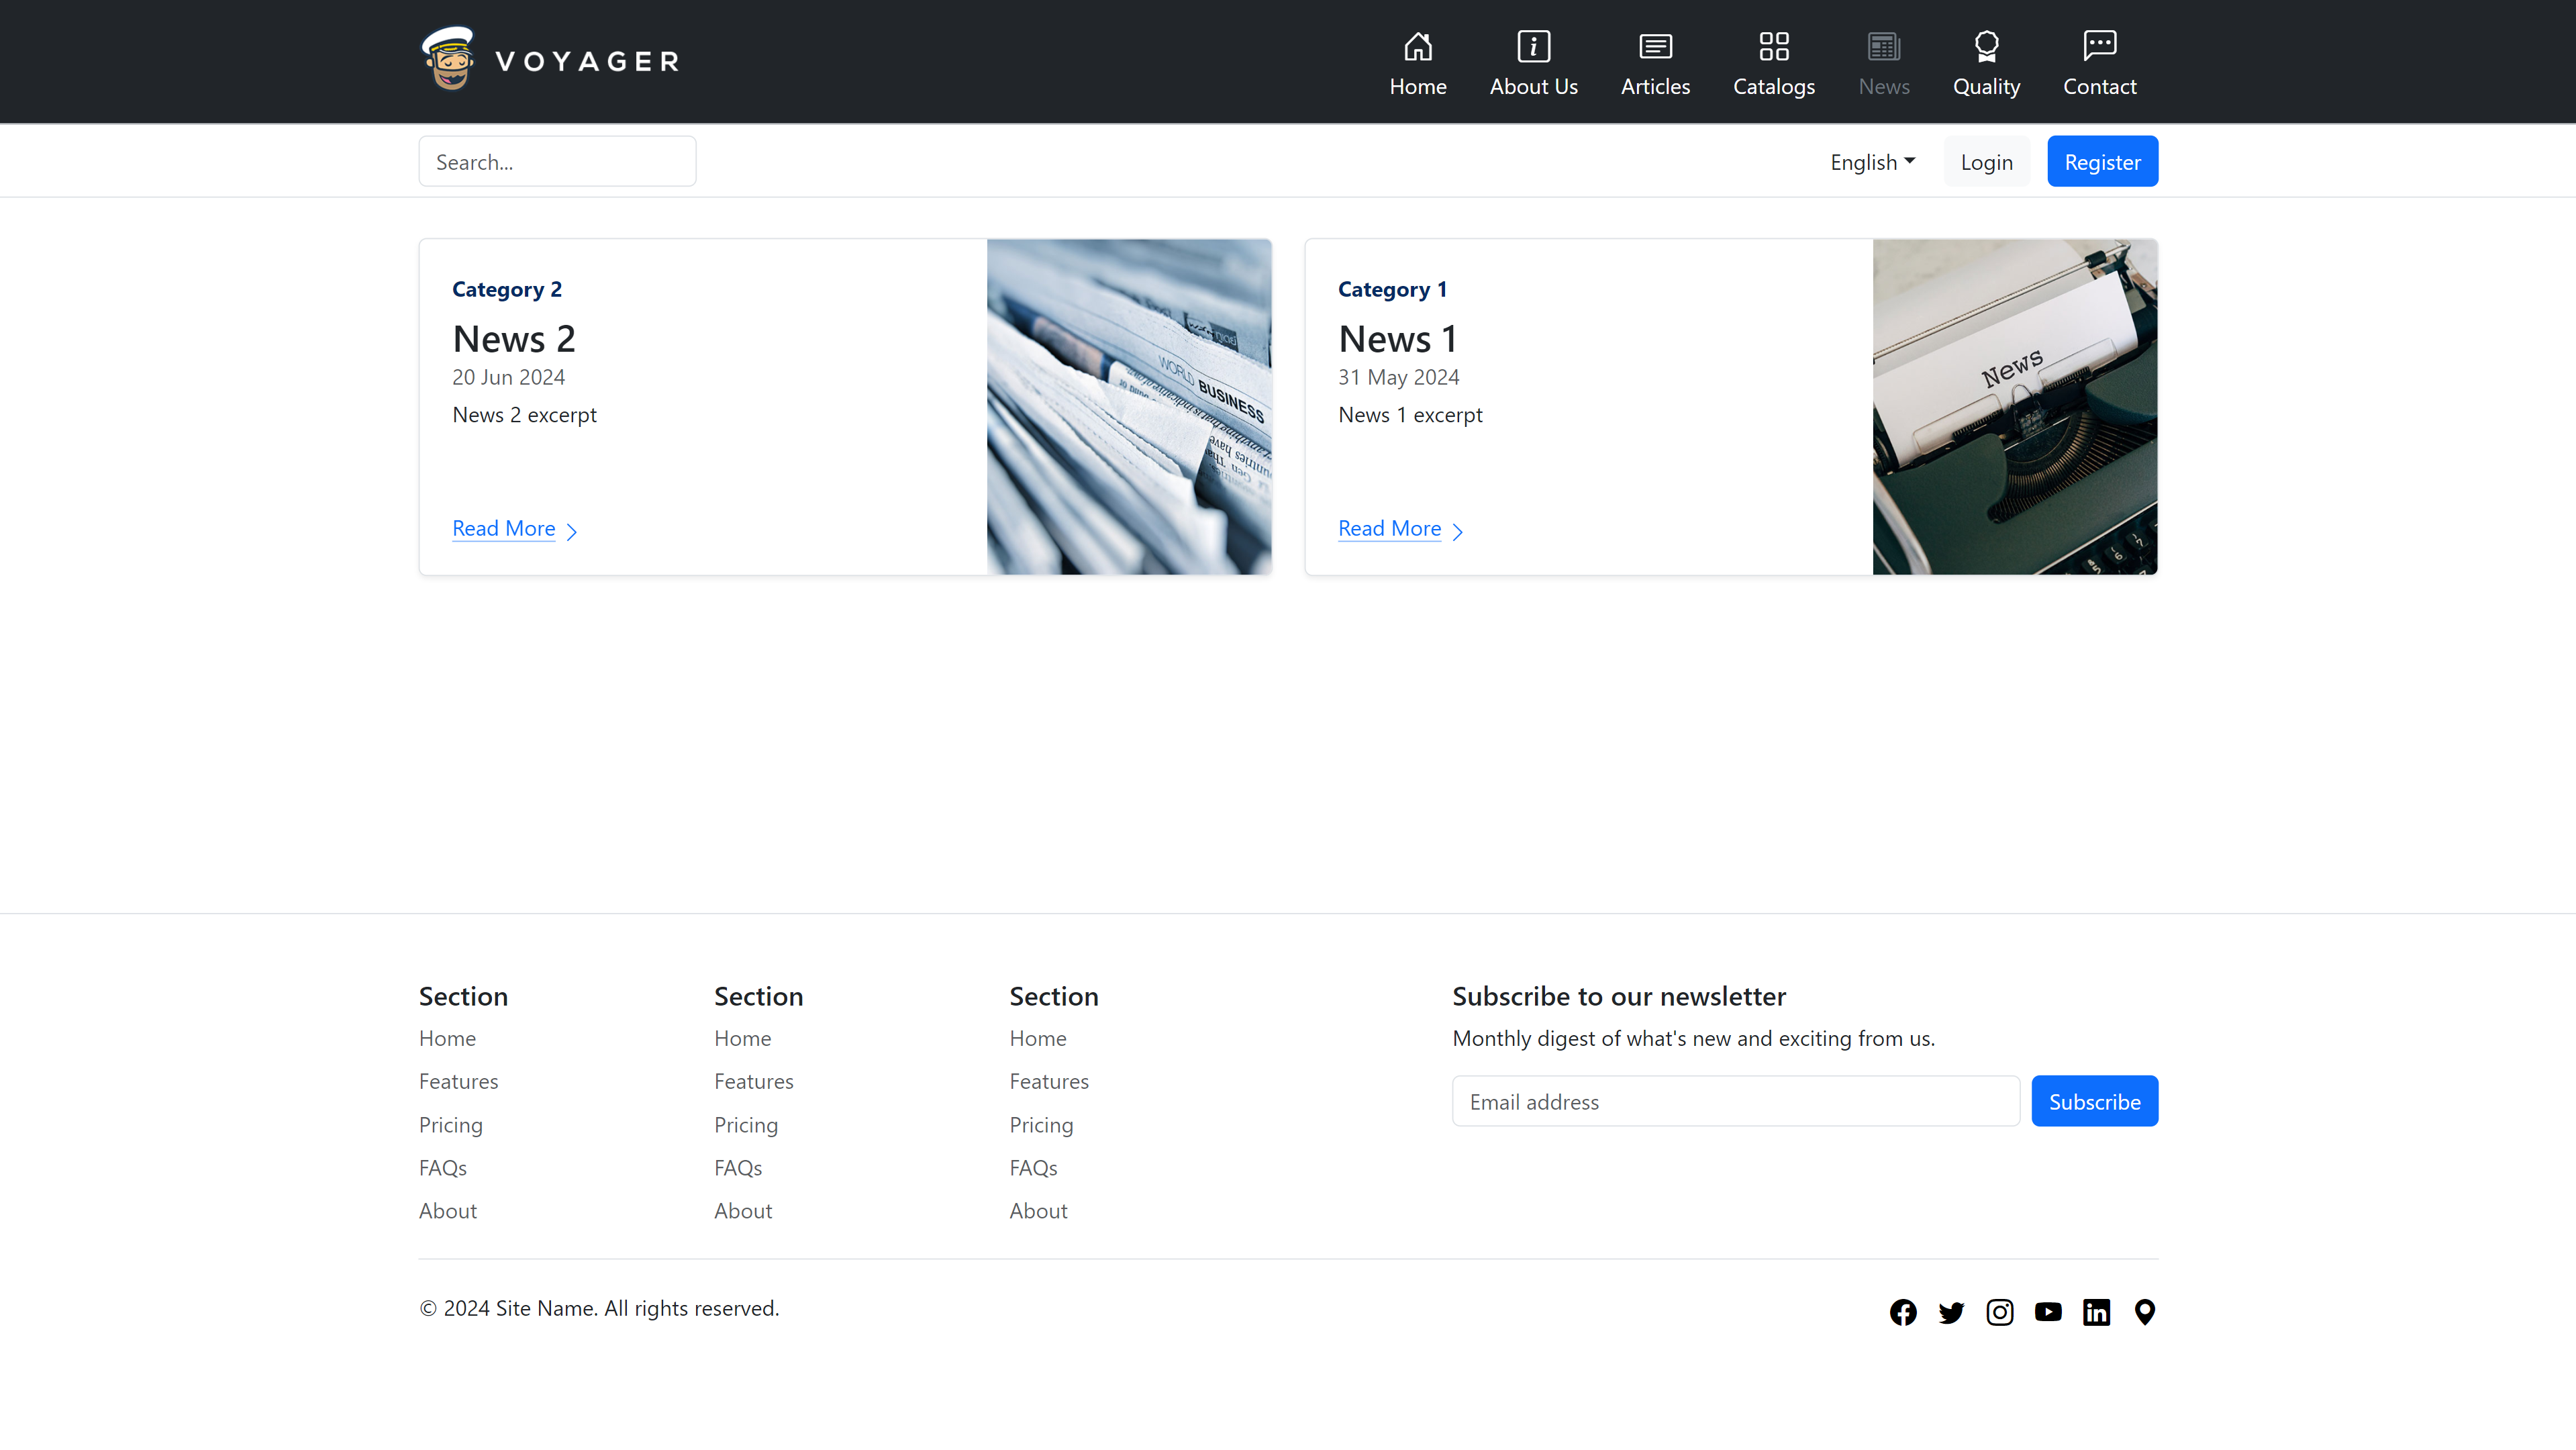 VOYAGER
Home
About Us
Articles
Catalogs
News
Quality
Contact
Search...
English
Login
Register
Category 2
News 2
20 Jun 2024
News 2 excerpt
Read More
WORLD BUSINESS
Category 1
News 1
31 May 2024
News 1 excerpt
Read More
News
Section
Home
Features
Pricing
FAQs
About
Section
Home
Features
Pricing
FAQs
About
Section
Home
Features
Pricing
FAQs
About
Subscribe to our newsletter
Monthly digest of what's new and exciting from us.
Email address
Subscribe
© 2024 Site Name. All rights reserved.